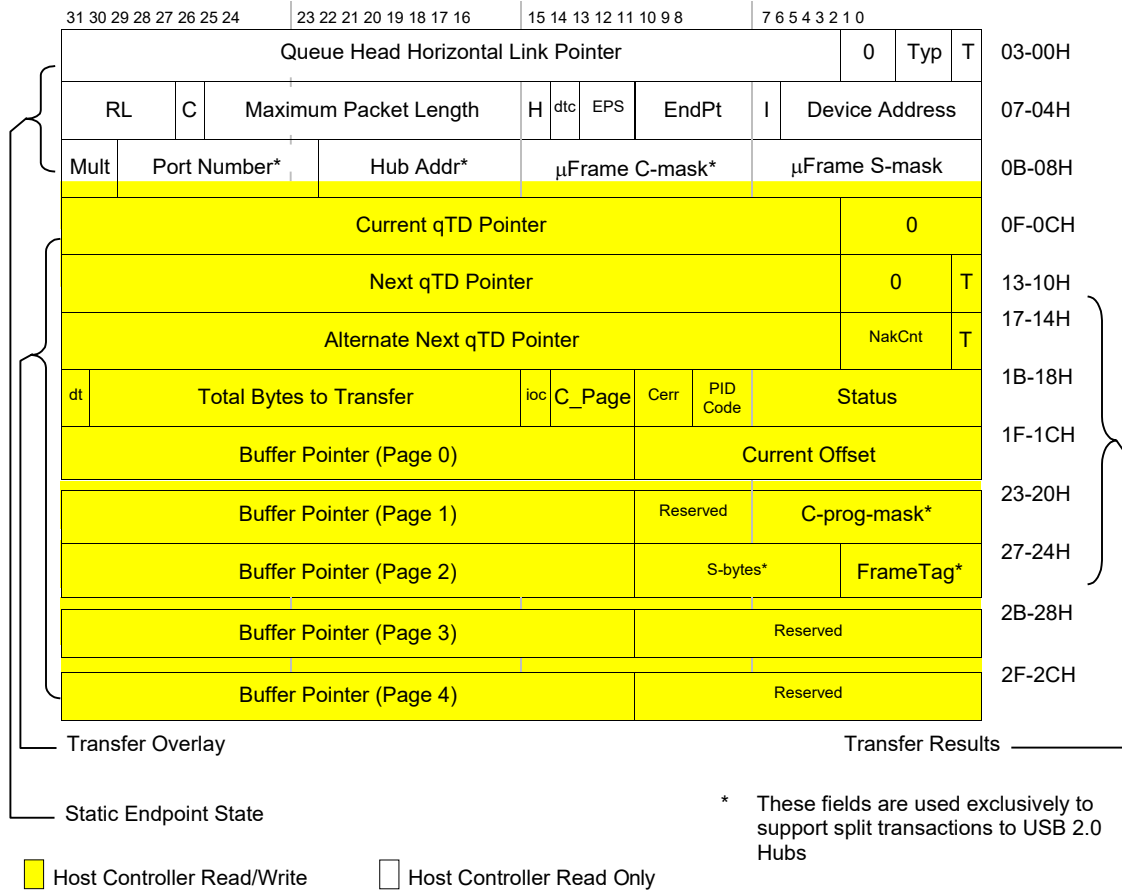 31 30 29 28 27 26 25 24 23 22 21 20 19 18 17 16 15 14 13 12 11 10 9 8 7 6 5 4 3 2 1 0
Queue Head Horizontal Link Pointer 0 Typ T 03-00H
RL C Maximum Packet Length H dtc EPS EndPt I Device Address 07-04H
Mult Port Number* Hub Addr* µFrame C-mask* µFrame S-mask 0B-08H
Current qTD Pointer 0 0F-0CH
Next qTD Pointer 0 T 13-10H
Alternate Next qTD Pointer NakCnt T 17-14H
dt Total Bytes to Transfer ioc C_Page Cerr PID Code Status 1B-18H
Buffer Pointer (Page 0) Current Offset 1F-1CH
Buffer Pointer (Page 1) Reserved C-prog-mask* 23-20H
Buffer Pointer (Page 2) S-bytes* FrameTag* 27-24H
Buffer Pointer (Page 3) Reserved 2B-28H
Buffer Pointer (Page 4) Reserved 2F-2CH
Transfer Overlay Transfer Results
Static Endpoint State
* These fields are used exclusively to
support split transactions to USB 2.0
Hubs
Host Controller Read/Write Host Controller Read Only